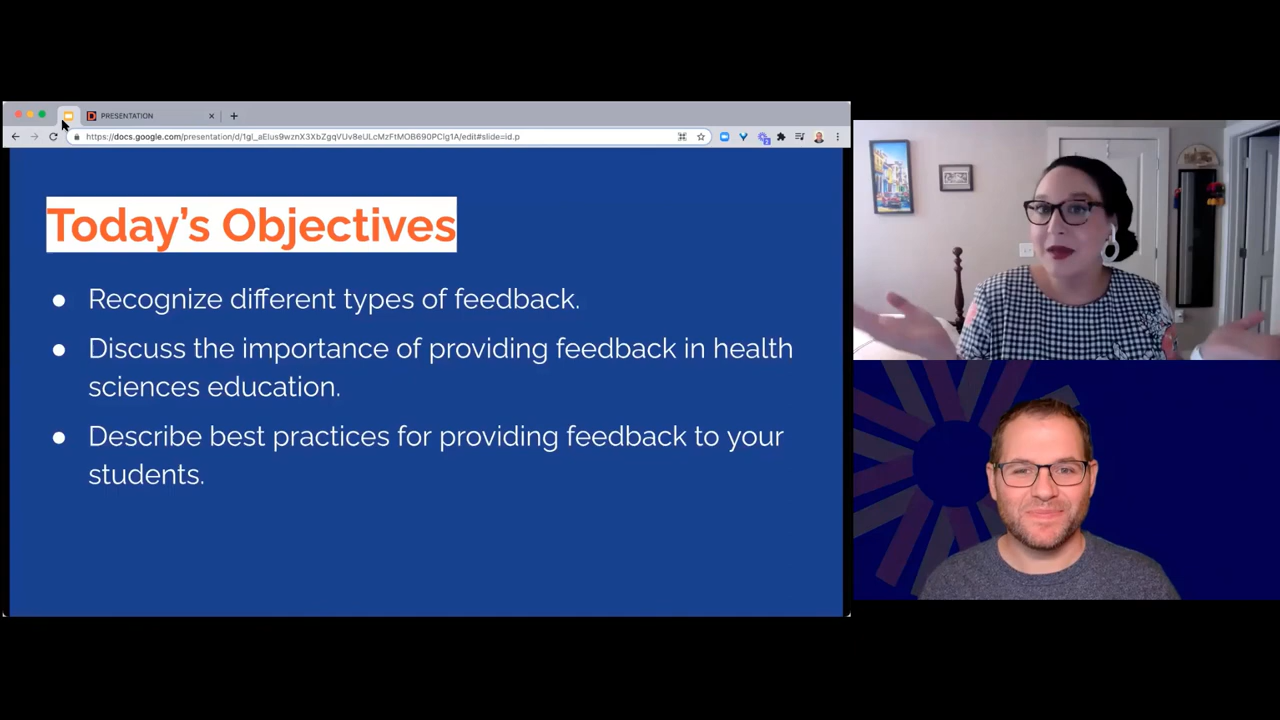 PRESENTATION
https://docs.google.com/presentation/d/1gl_aElus9wznX3XbZgqVUv8eULcMzFtMOB690PClg1A/edit#slide=id.p
Today's Objectives
● Recognize different types of feedback.
● Discuss the importance of providing feedback in health
sciences education.
● Describe best practices for providing feedback to your
students.